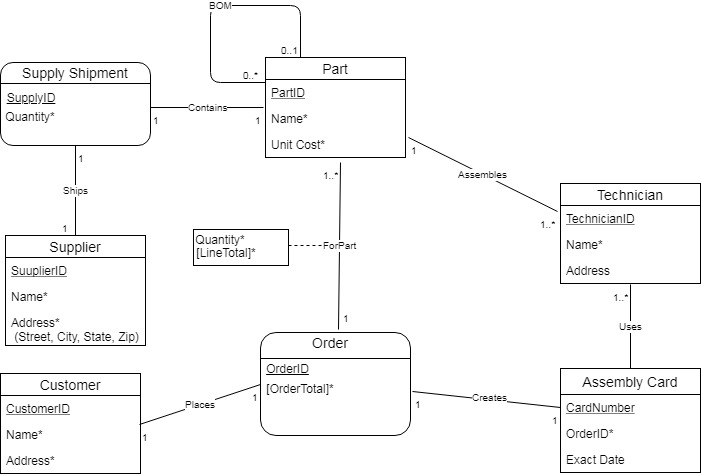 BOM
0..1
0..*
Supply Shipment
SupplyID
Quantity*
1
Contains
1
Part
PartID
Name*
Unit Cost*
1
Assembles
1..*
1
Ships
1
1..*
Technician
TechnicianID
Name*
Address
Supplier
SuuplierID
Name*
Address*
(Street, City, State, Zip)
Quantity*
[LineTotal]*
ForPart
1
1..*
Uses
1
Order
OrderID
[OrderTotal]*
Customer
CustomerID
Name*
Address*
1
Places
1
1
Creates
1
Assembly Card
CardNumber
OrderID*
Exact Date